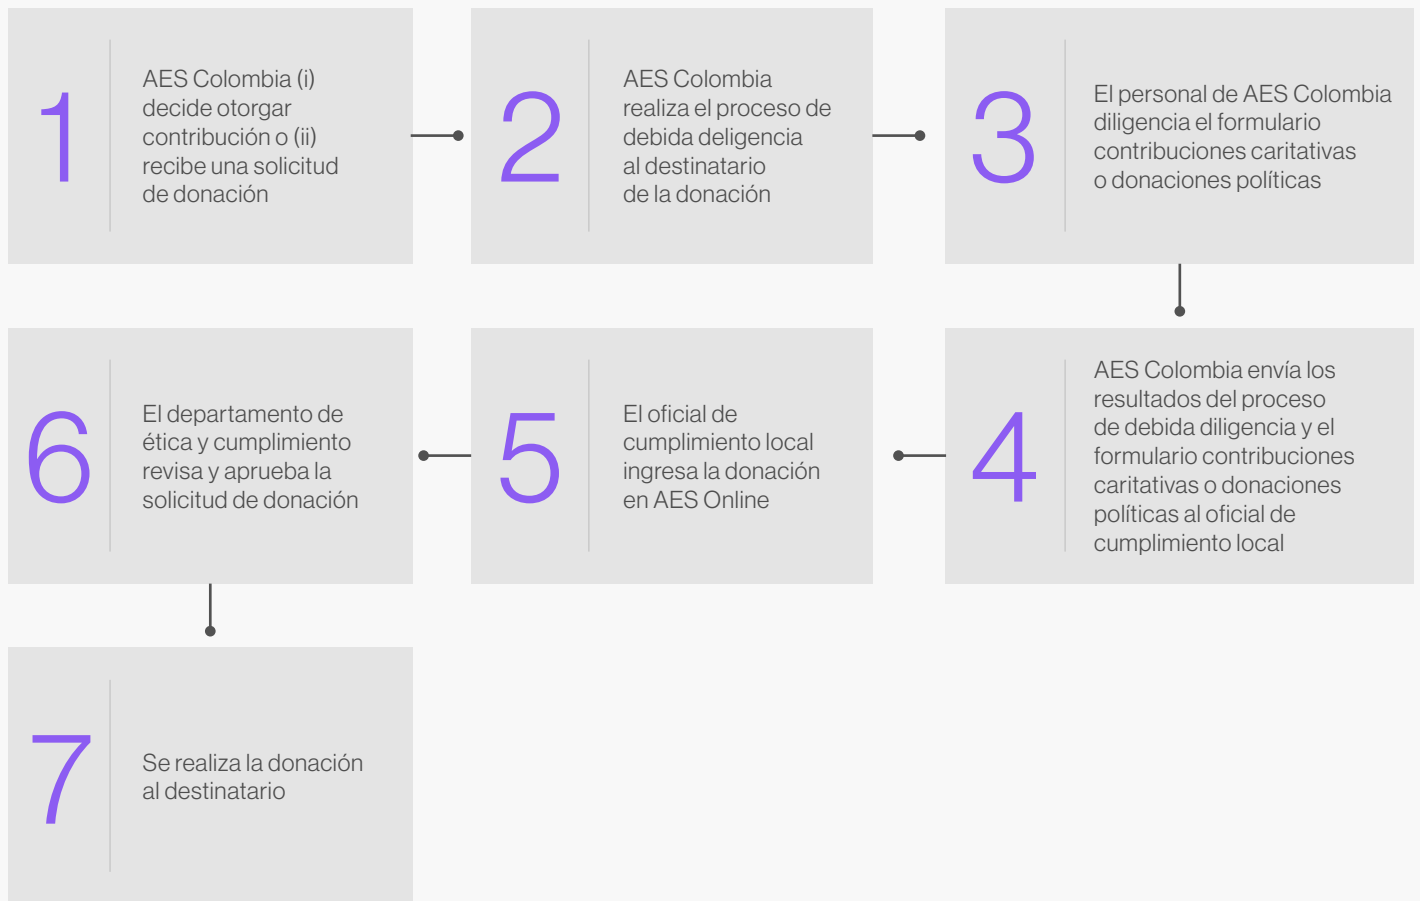 1
AES Colombia (i)
decide otorgar
contribución o (ii)
recibe una solicitud
de donación
2
AES Colombia
realiza el proceso de
debida deligencia
al destinatario
de la donación
3
El personal de AES Colombia
diligencia el formulario
contribuciones caritativas
o donaciones políticas
4
AES Colombia envía los
resultados del proceso
de debida diligencia y el
formulario contribuciones
caritativas o donaciones
políticas al oficial de
cumplimiento local
5
El oficial de
cumplimiento local
ingresa la donación
en AES Online
6
El departamento de
ética y cumplimiento
revisa y aprueba la
solicitud de donación
7
Se realiza la donación
al destinatario